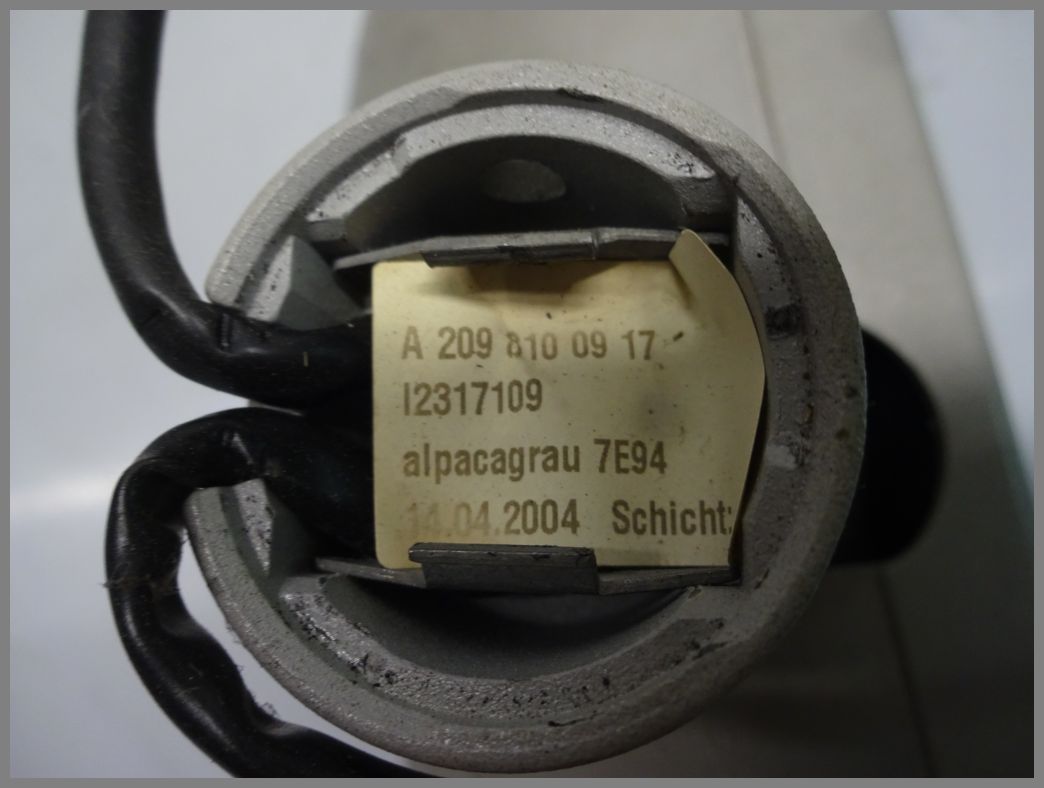 A 209 810 09 17
I2317109
alpacagrau 7E94
14.04.2004 Schicht: